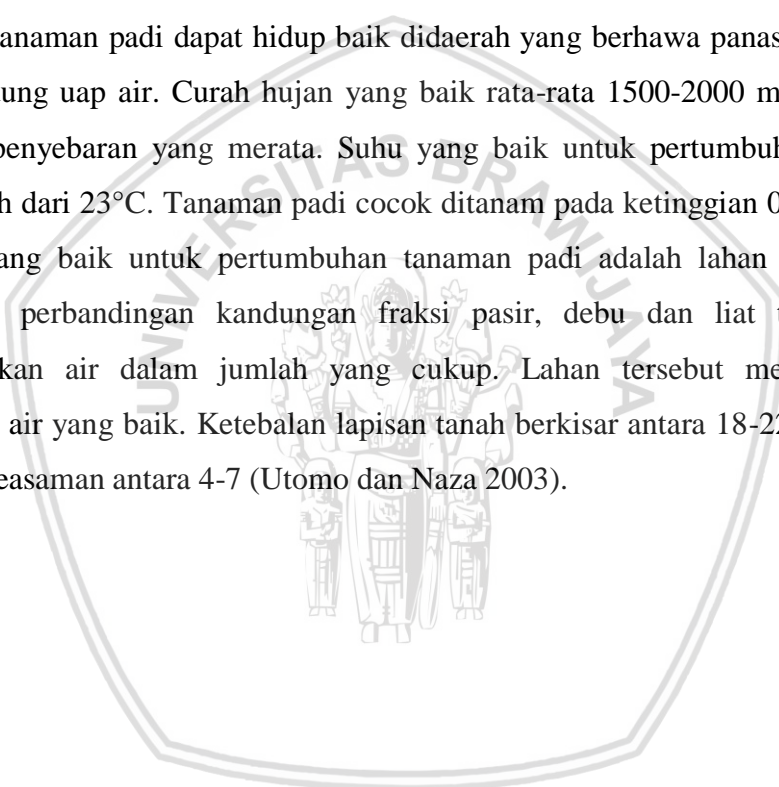 anaman padi dapat hidup baik didaerah yang berhawa panas
ung uap air. Curah hujan yang baik rata-rata 1500-2000 m
penyebaran yang merata. Suhu yang baik untuk pertumbuh
h dari 23°C. Tanaman padi cocok ditanam pada ketinggian 0
ang baik untuk pertumbuhan tanaman padi adalah lahan
perbandingan kandungan fraksi pasir, debu dan liat t
kan air dalam jumlah yang cukup. Lahan tersebut me
air yang baik. Ketebalan lapisan tanah berkisar antara 18-22
easaman antara 4-7 (Utomo dan Naza 2003).
UNIVERSITAS BRAWIJAYA